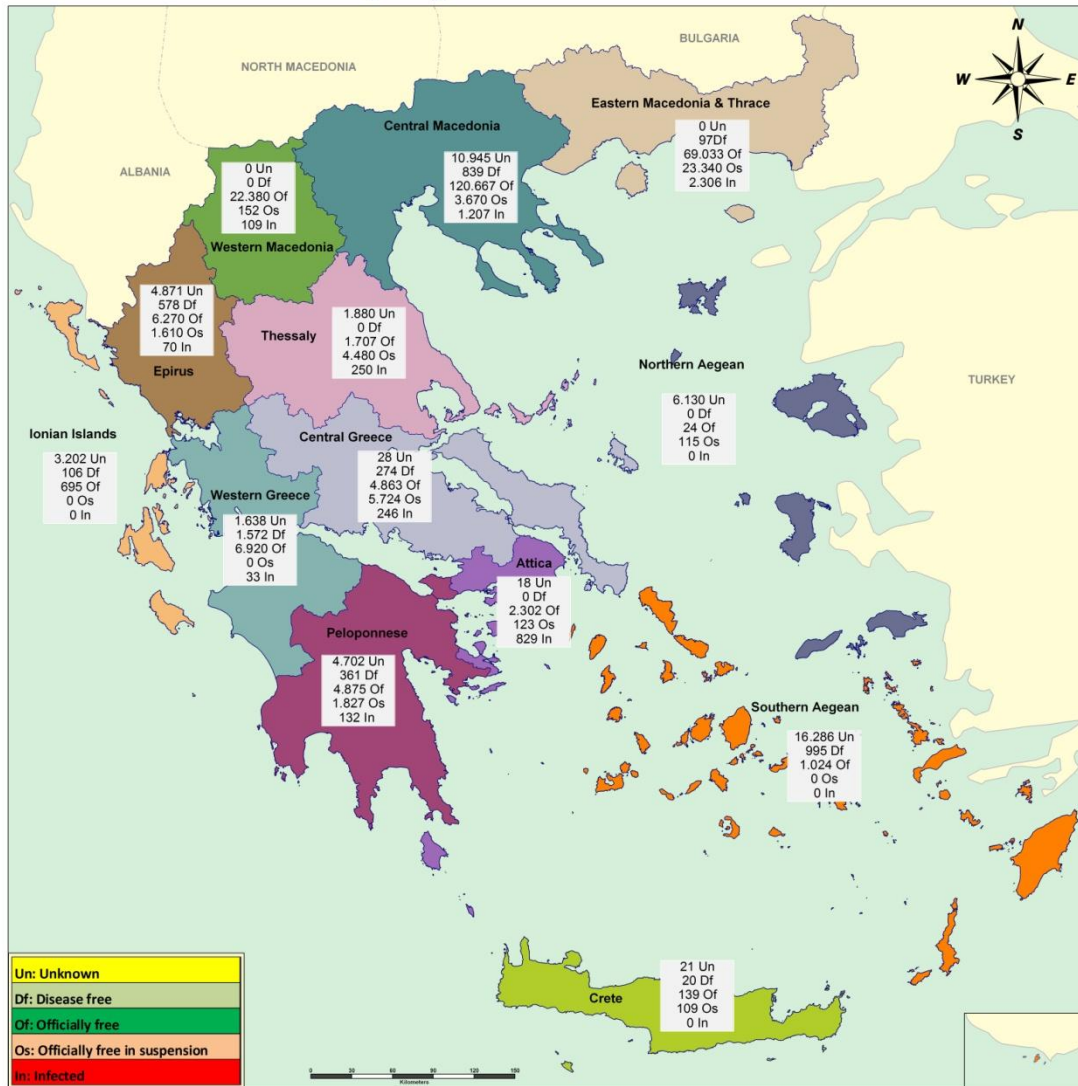 BULGARIA
NORTH MACEDONIA
N
W E
S
Eastern Macedonia & Thrace
0 Un
97Df
69.033 Of
23.340 Os
2.306 In
Central Macedonia
10.945 Un
839 Df
120.667 Of
3.670 Os
1.207 In
ALBANIA
0 Un
0 Df
22.380 Of
152 Os
109 In
Western Macedonia
4.871 Un
578 Df
6.270 Of
1.610 Os
70 In
Epirus
Thessaly
1.880 Un
0 Df
1.707 Of
4.480 Os
250 In
Northern Aegean
6.130 Un
0 Df
24 Of
115 Os
0 In
TURKEY
Ionian Islands
3.202 Un
106 Df
695 Of
0 Os
0 In
Central Greece
28 Un
274 Df
4.863 Of
5.724 Os
246 In
Western Greece
1.638 Un
1.572 Df
6.920 Of
0 Os
33 In
Attica
18 Un
0 Df
2.302 Of
123 Os
829 In
Peloponnese
4.702 Un
361 Df
4.875 Of
1.827 Os
132 In
Southern Aegean
16.286 Un
995 Df
1.024 Of
0 Os
0 In
21 Un
20 Df
139 Of
109 Os
0 In
Crete
Un: Unknown
Df: Disease free
Of: Officially free
Os: Officially free in suspension
In: Infected
0 30 60 90 120 150
Kilometers